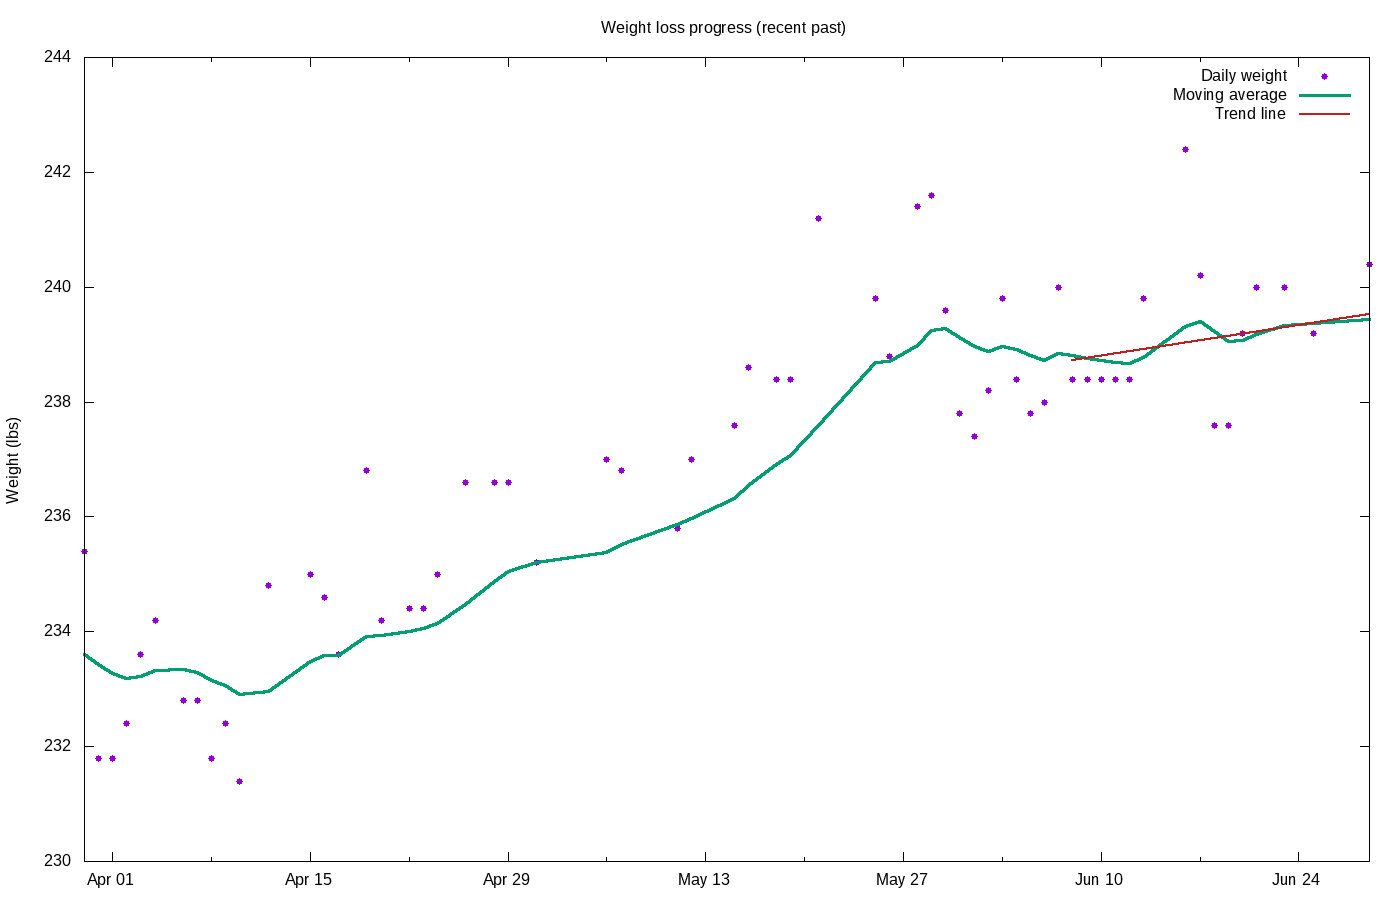 Weight loss progress (recent past)
244
242
240
238
236
234
232
230
Weight (lbs)
Daily weight
Moving average
Trend line
Apr 01
Apr 15
Apr 29
May 13
May 27
Jun 10
Jun 24